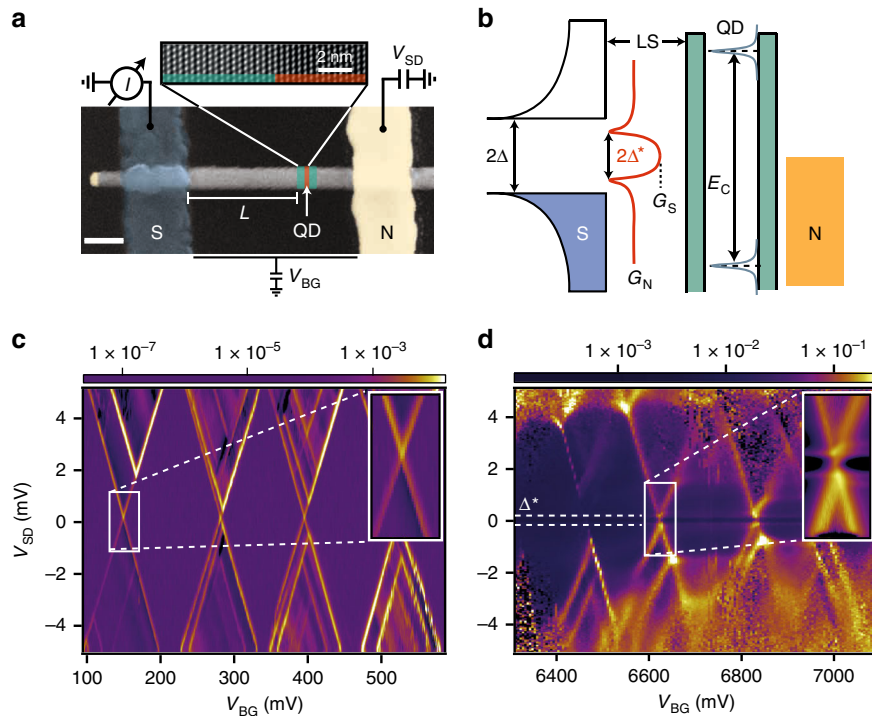 a
2 nm
V_SD
I
L
S
QD
N
V_BG
b
QD
LS
2Δ
2Δ*
E_C
G_S
S
N
G_N
c
1 × 10⁻⁷
1 × 10⁻⁵
1 × 10⁻³
4
2
0
−2
−4
V_SD (mV)
100
200
300
400
500
V_BG (mV)
d
1 × 10⁻³
1 × 10⁻²
1 × 10⁻¹
4
2
Δ*
0
−2
−4
6400
6600
6800
7000
V_BG (mV)